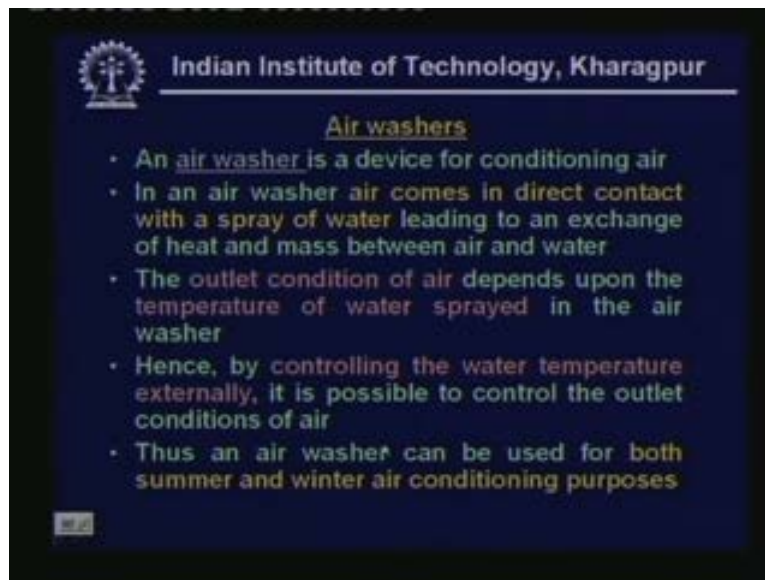 Indian Institute of Technology, Kharagpur
Air washers
• An air washer is a device for conditioning air
• In an air washer air comes in direct contact
with a spray of water leading to an exchange
of heat and mass between air and water
• The outlet condition of air depends upon the
temperature of water sprayed in the air
washer
• Hence, by controlling the water temperature
externally, it is possible to control the outlet
conditions of air
• Thus an air washer can be used for both
summer and winter air conditioning purposes